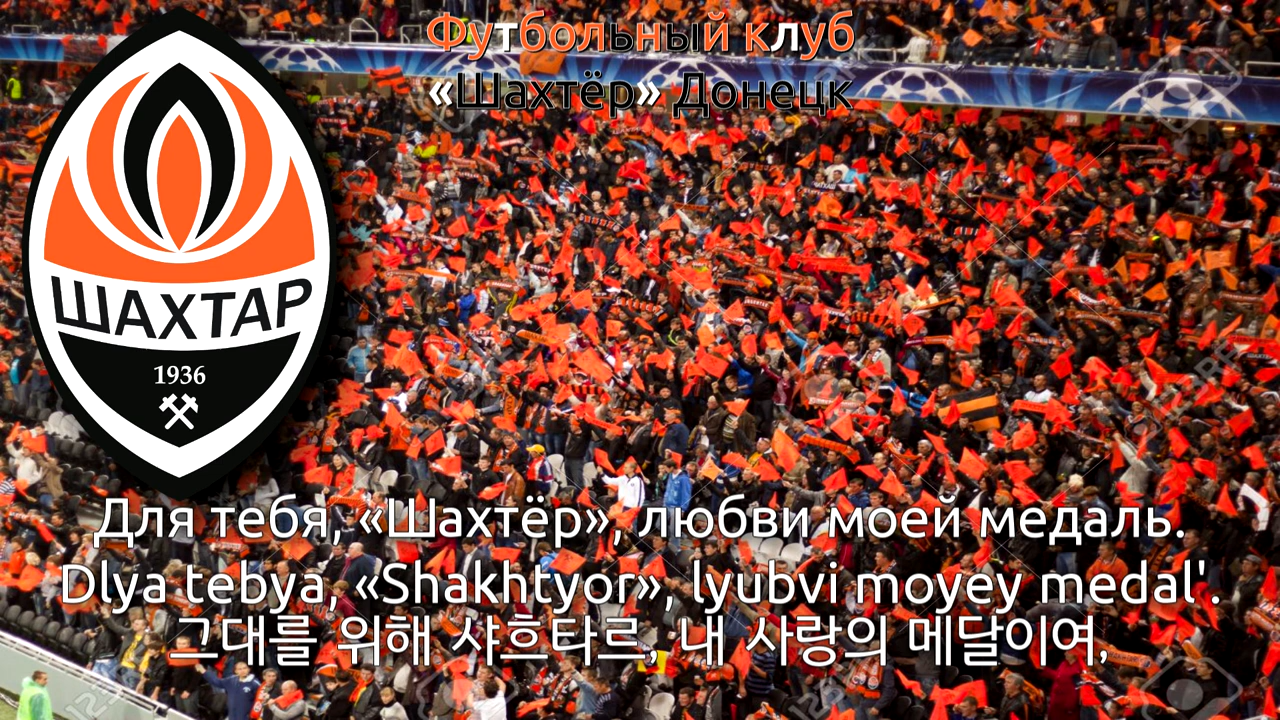 Футбольный клуб
«Шахтёр» Донецк
ШАХТАР
1936
Для тебя, «Шахтёр», любви моей медаль.
Dlya tebya, «Shakhtyor», lyubvi moyey medal'.
그대를 위해 샤흐타르, 내 사랑의 메달이여,